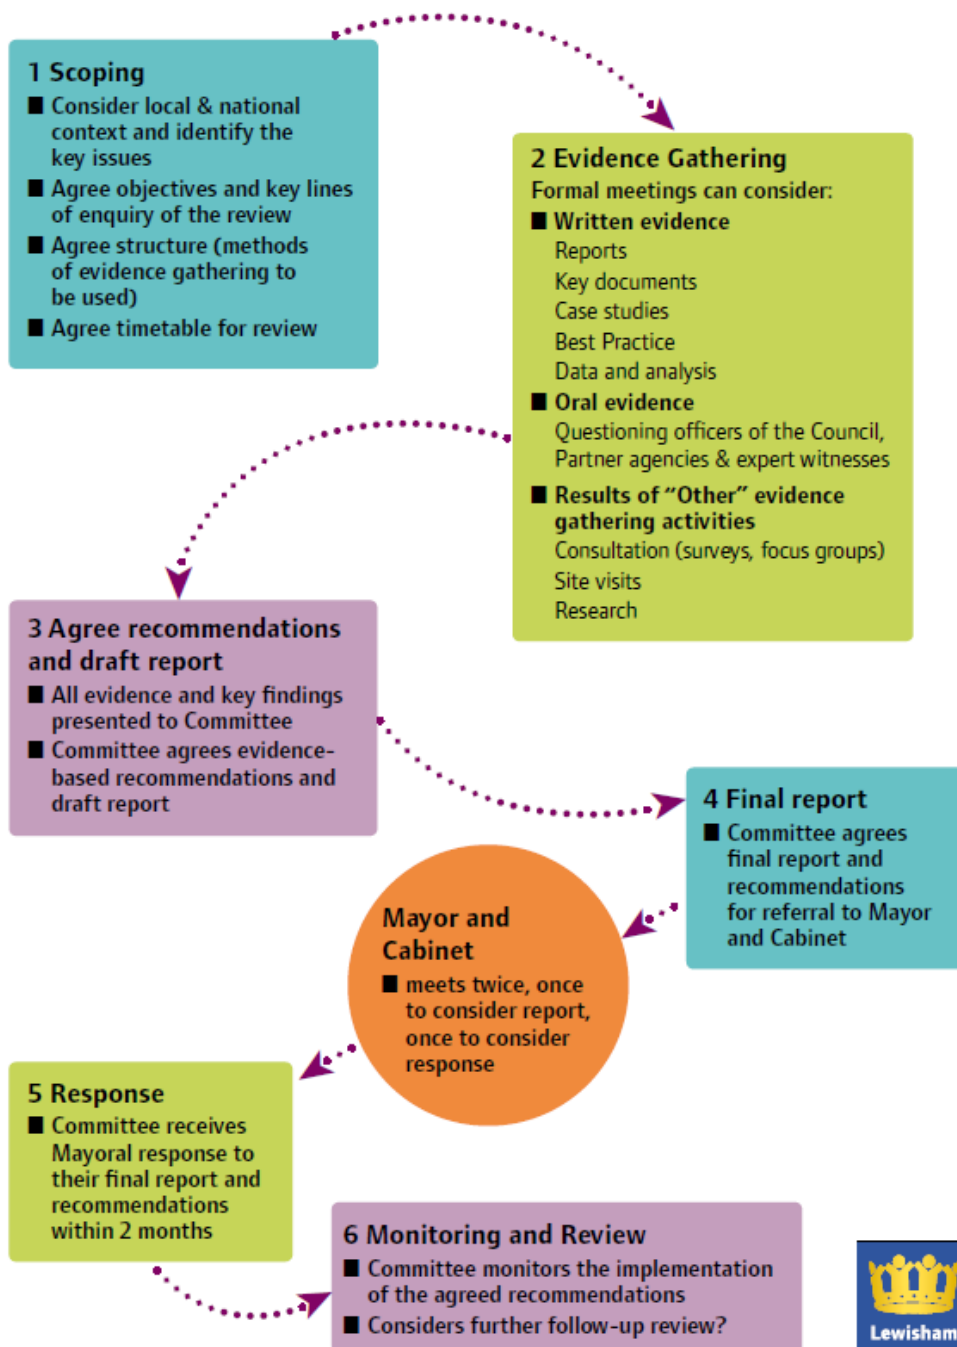 1 Scoping
■ Consider local & national
context and identify the
key issues
■ Agree objectives and key lines
of enquiry of the review
■ Agree structure (methods
of evidence gathering to
be used)
■ Agree timetable for review
2 Evidence Gathering
Formal meetings can consider:
■ Written evidence
Reports
Key documents
Case studies
Best Practice
Data and analysis
■ Oral evidence
Questioning officers of the Council,
Partner agencies & expert witnesses
■ Results of “Other” evidence
gathering activities
Consultation (surveys, focus groups)
Site visits
Research
3 Agree recommendations
and draft report
■ All evidence and key findings
presented to Committee
■ Committee agrees evidence-
based recommendations and
draft report
4 Final report
■ Committee agrees
final report and
recommendations
for referral to Mayor
and Cabinet
Mayor and
Cabinet
■ meets twice, once
to consider report,
once to consider
response
5 Response
■ Committee receives
Mayoral response to
their final report and
recommendations
within 2 months
6 Monitoring and Review
■ Committee monitors the implementation
of the agreed recommendations
■ Considers further follow-up review?
Lewisham